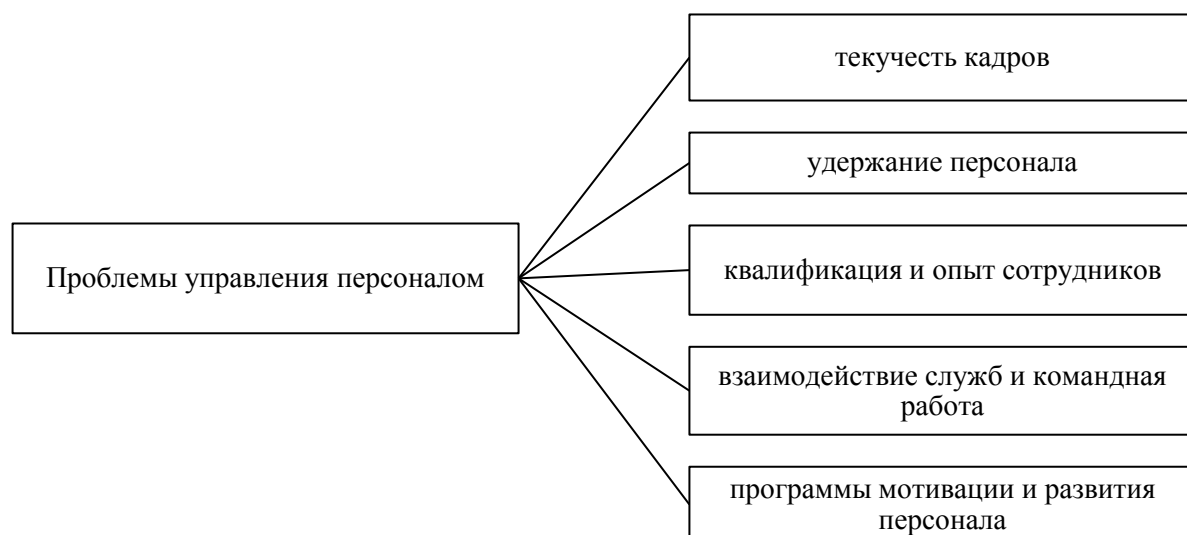 текучесть кадров
удержание персонала
Проблемы управления персоналом
квалификация и опыт сотрудников
взаимодействие служб и командная
работа
программы мотивации и развития
персонала